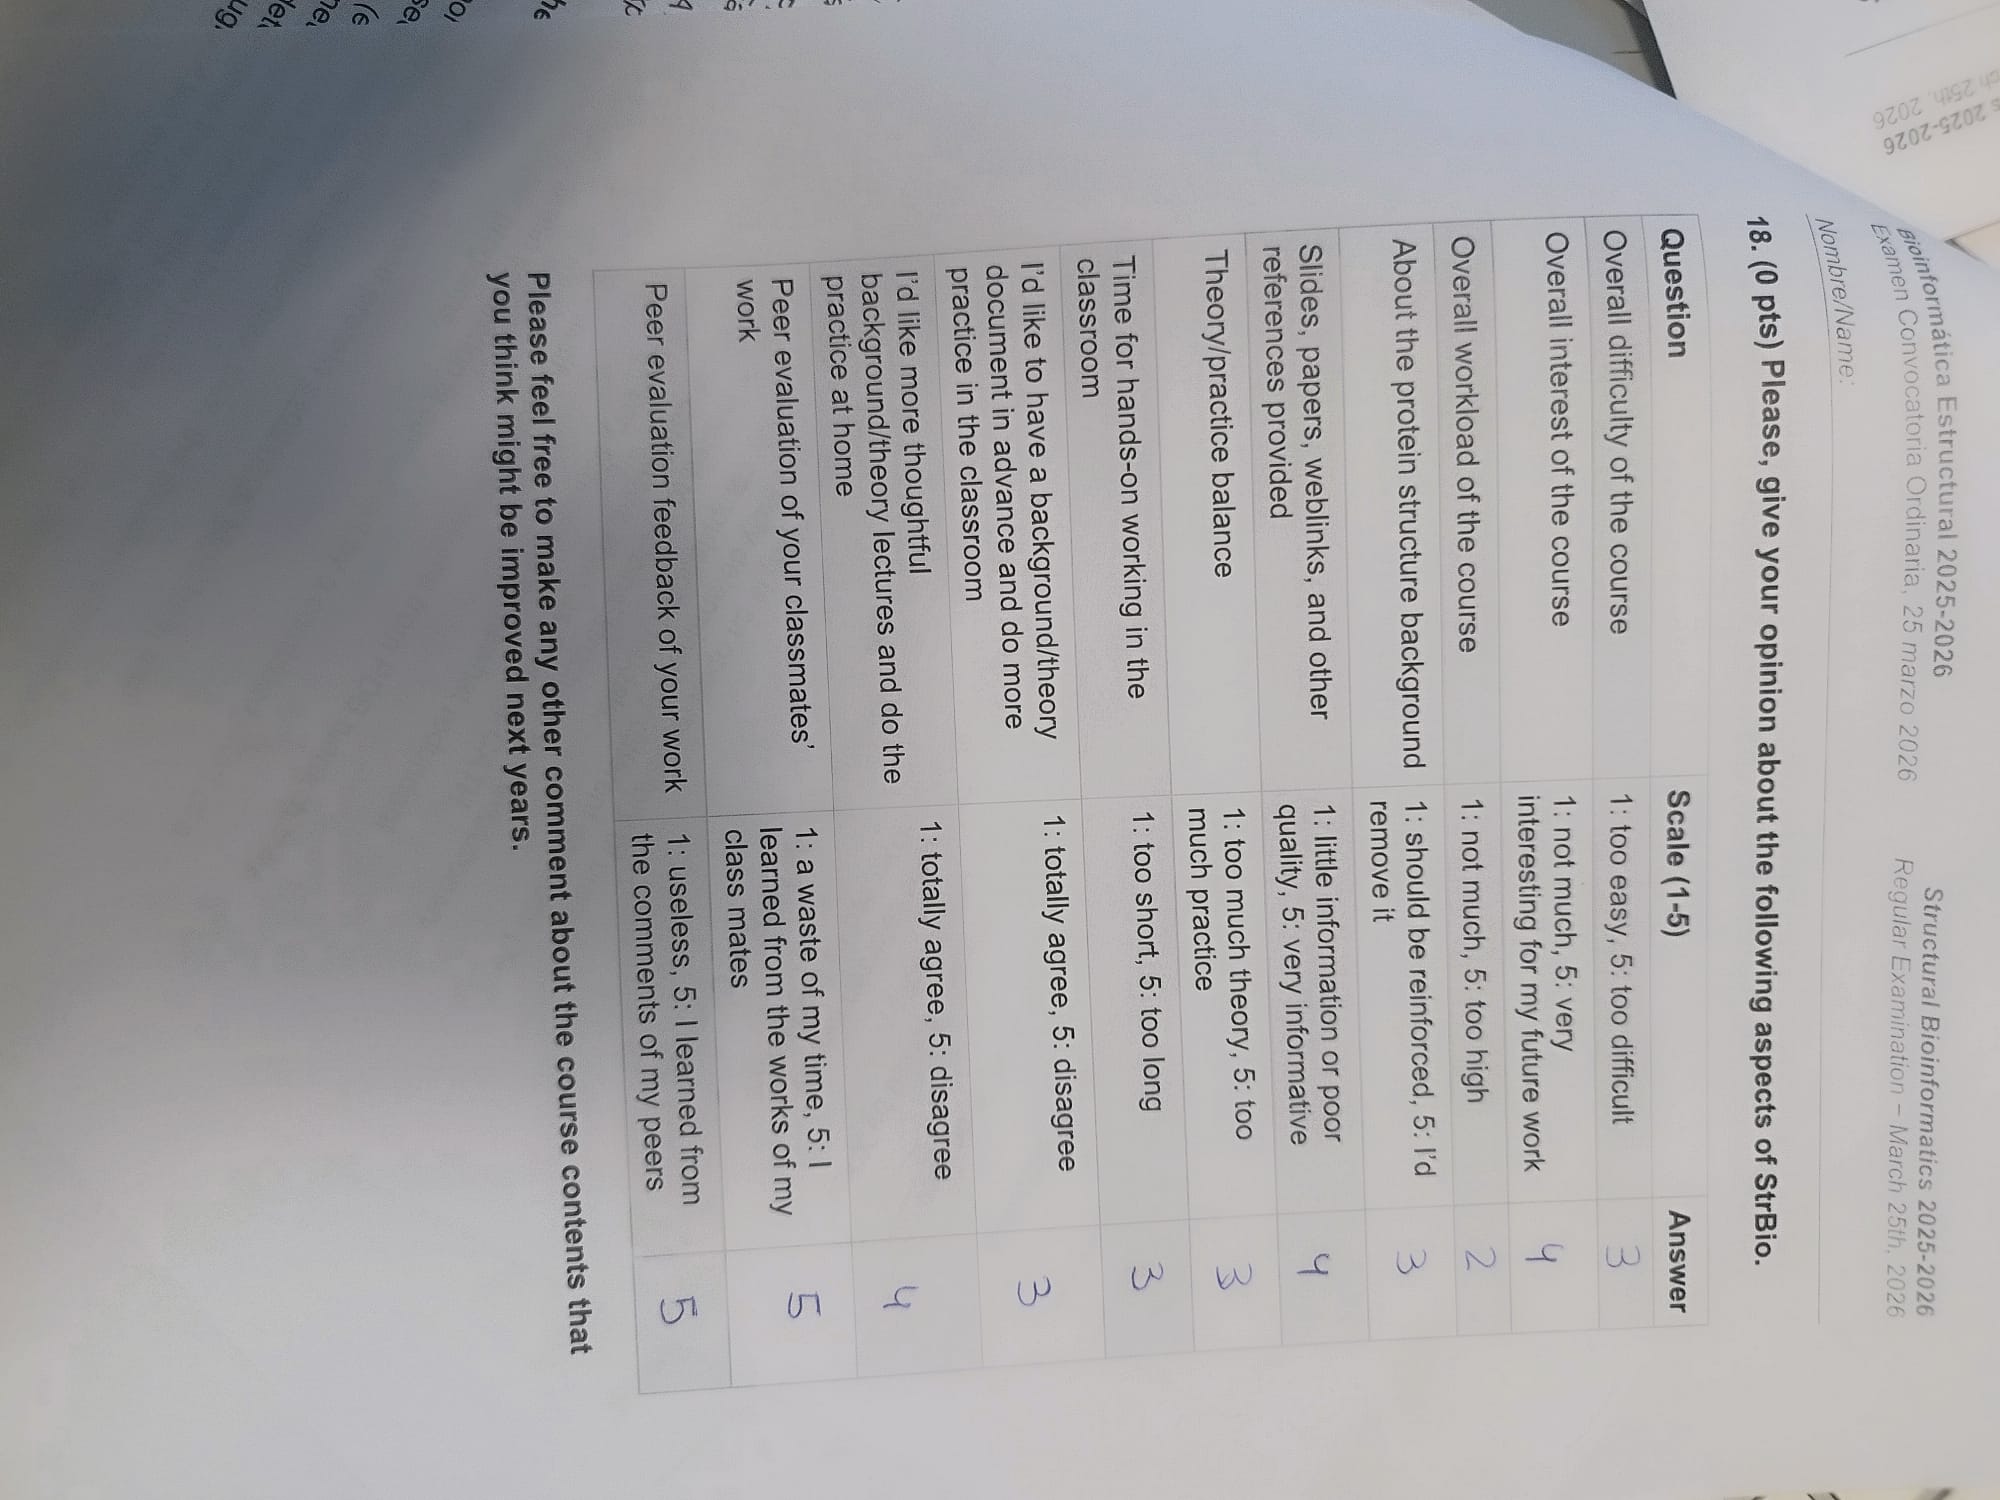 Bioinformática Estructural 2025-2026 Structural Bioinformatics 2025-2026
Examen Convocatoria Ordinaria, 25 marzo 2026 Regular Examination – March 25th, 2026
Nombre/Name:
18. (0 pts) Please, give your opinion about the following aspects of StrBio.
Question Scale (1-5) Answer
Overall difficulty of the course 1: too easy, 5: too difficult 3
Overall interest of the course 1: not much, 5: very
interesting for my future work 4
Overall workload of the course 1: not much, 5: too high 2
About the protein structure background 1: should be reinforced, 5: I'd
remove it 3
Slides, papers, weblinks, and other
references provided 1: little information or poor
quality, 5: very informative 4
Theory/practice balance 1: too much theory, 5: too
much practice 3
Time for hands-on working in the
classroom 1: too short, 5: too long 3
I'd like to have a background/theory
document in advance and do more
practice in the classroom 1: totally agree, 5: disagree 3
I'd like more thoughtful
background/theory lectures and do the
practice at home 1: totally agree, 5: disagree 4
Peer evaluation of your classmates'
work 1: a waste of my time, 5: I
learned from the works of my
class mates 5
Peer evaluation feedback of your work 1: useless, 5: I learned from
the comments of my peers 5
Please feel free to make any other comment about the course contents that
you think might be improved next years.
2025-2026
25th, 2026